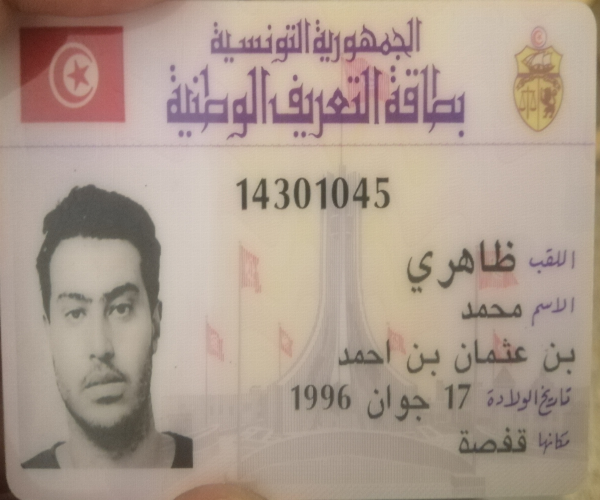 الجمهورية التونسية
بطاقة التعريف الوطنية
14301045
اللقب ظاهري
الاسم محمد
بن عثمان بن احمد
تاريخ الولادة 17 جوان 1996
مكانها قفصة